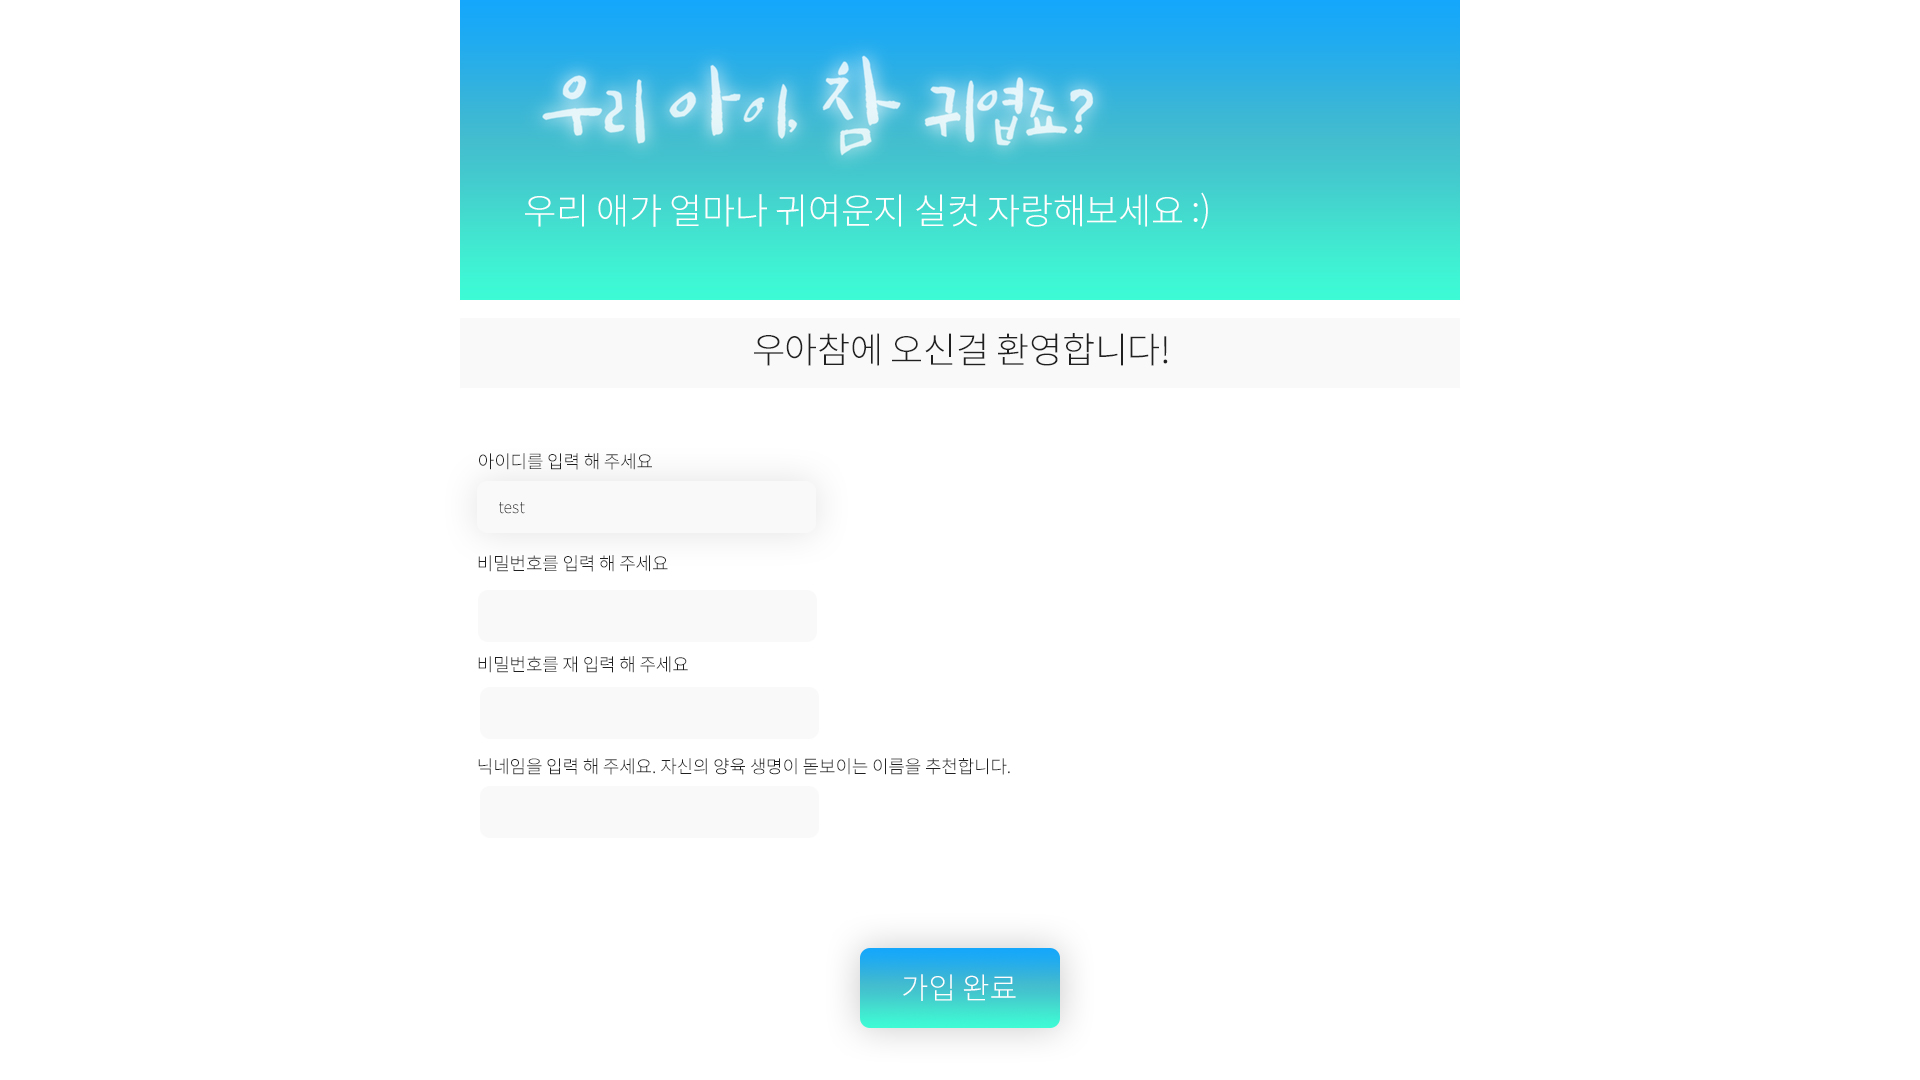 우리 아이, 참 귀엽죠?
우리 애가 얼마나 귀여운지 실컷 자랑해보세요 :)
우아참에 오신걸 환영합니다!
아이디를 입력 해 주세요
test
비밀번호를 입력 해 주세요
비밀번호를 재 입력 해 주세요
닉네임을 입력 해 주세요. 자신의 양육 생명이 돋보이는 이름을 추천합니다.
가입 완료